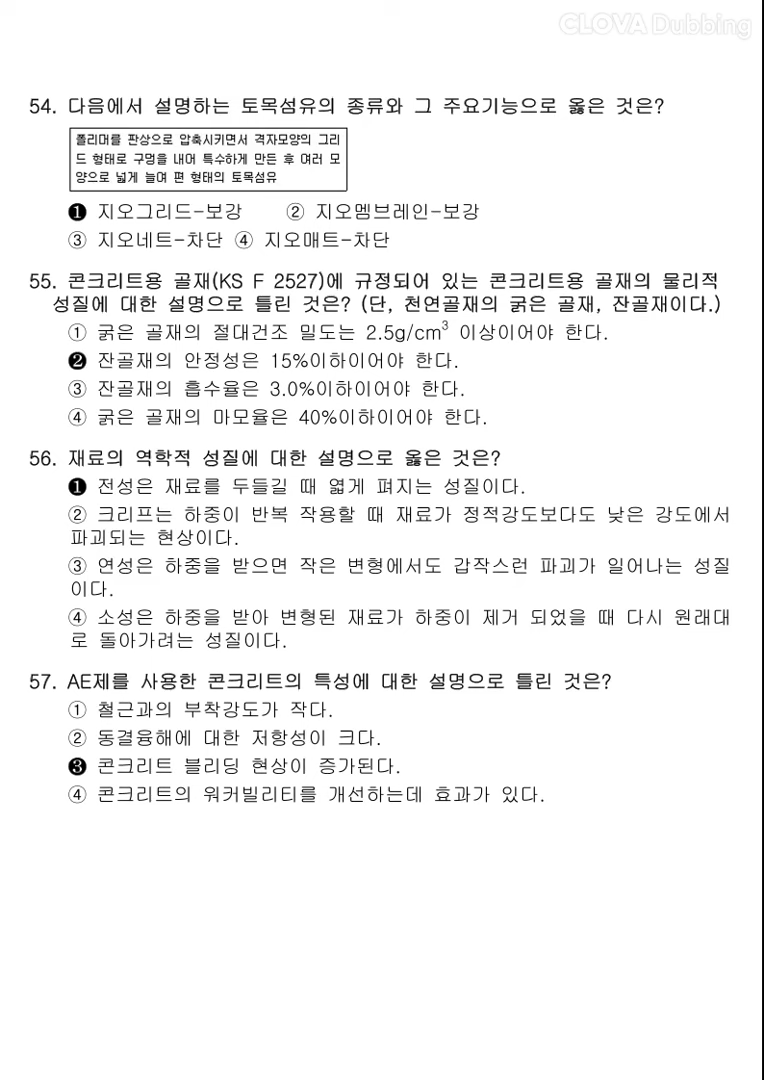 CLOVA Dubbing
54. 다음에서 설명하는 토목섬유의 종류와 그 주요기능으로 옳은 것은?
폴리머를 판상으로 압축시키면서 격자모양의 그리
드 형태로 구멍을 내어 특수하게 만든 후 여러 모
양으로 넓게 늘여 편 형태의 토목섬유
❶ 지오그리드-보강 ② 지오멤브레인-보강
③ 지오네트-차단 ④ 지오매트-차단
55. 콘크리트용 골재(KS F 2527)에 규정되어 있는 콘크리트용 골재의 물리적
성질에 대한 설명으로 틀린 것은? (단, 천연골재의 굵은 골재, 잔골재이다.)
① 굵은 골재의 절대건조 밀도는 2.5g/cm³ 이상이어야 한다.
❷ 잔골재의 안정성은 15%이하이어야 한다.
③ 잔골재의 흡수율은 3.0%이하이어야 한다.
④ 굵은 골재의 마모율은 40%이하이어야 한다.
56. 재료의 역학적 성질에 대한 설명으로 옳은 것은?
❶ 전성은 재료를 두들길 때 엷게 펴지는 성질이다.
② 크리프는 하중이 반복 작용할 때 재료가 정적강도보다도 낮은 강도에서
파괴되는 현상이다.
③ 연성은 하중을 받으면 작은 변형에서도 갑작스런 파괴가 일어나는 성질
이다.
④ 소성은 하중을 받아 변형된 재료가 하중이 제거 되었을 때 다시 원래대
로 돌아가려는 성질이다.
57. AE제를 사용한 콘크리트의 특성에 대한 설명으로 틀린 것은?
① 철근과의 부착강도가 작다.
② 동결융해에 대한 저항성이 크다.
❸ 콘크리트 블리딩 현상이 증가된다.
④ 콘크리트의 워커빌리티를 개선하는데 효과가 있다.